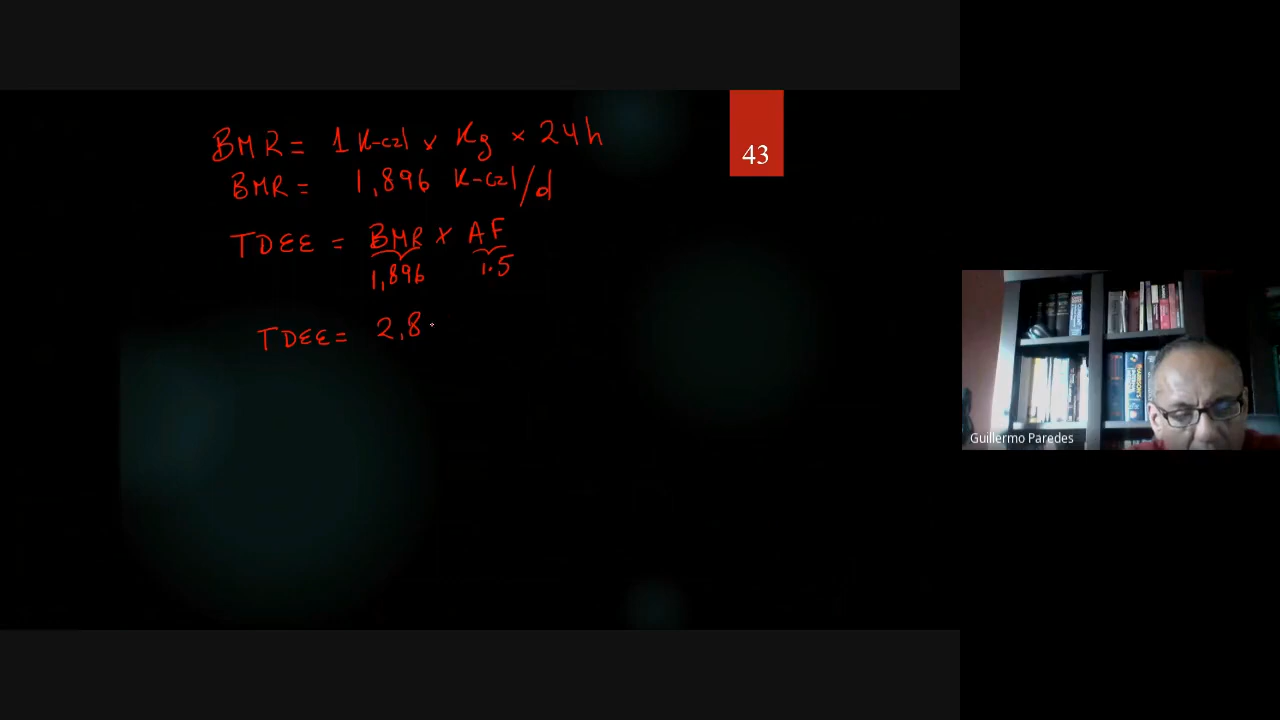 43
BMR = 1 K-cal x Kg x 24h
BMR = 1,896 K-cal/d
TDEE = BMR x AF
1,896 1.5
TDEE = 2,8
Guillermo Paredes